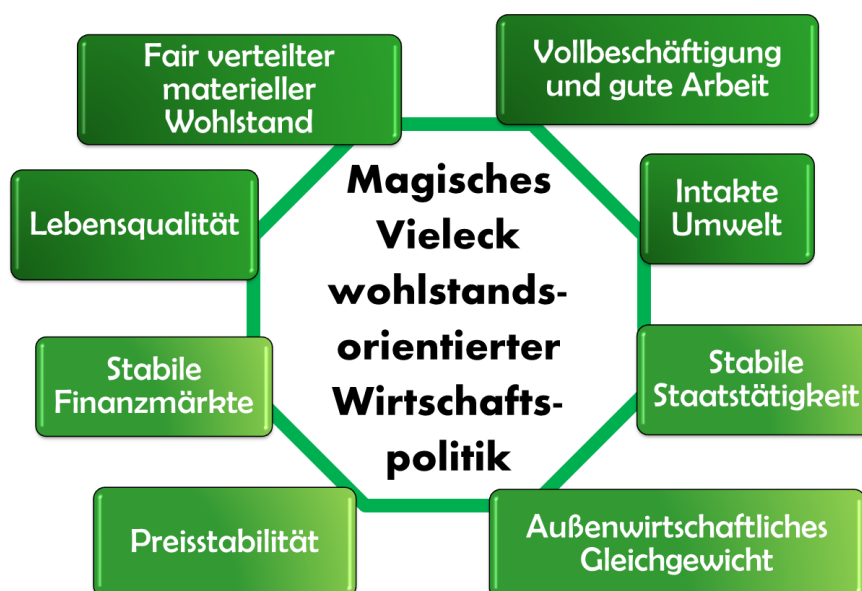 Fair verteilter
materieller
Wohlstand
Vollbeschäftigung
und gute Arbeit
Lebensqualität
Magisches
Vieleck
wohlstands-
orientierter
Wirtschafts-
politik
Intakte
Umwelt
Stabile
Finanzmärkte
Stabile
Staatstätigkeit
Preisstabilität
Außenwirtschaftliches
Gleichgewicht